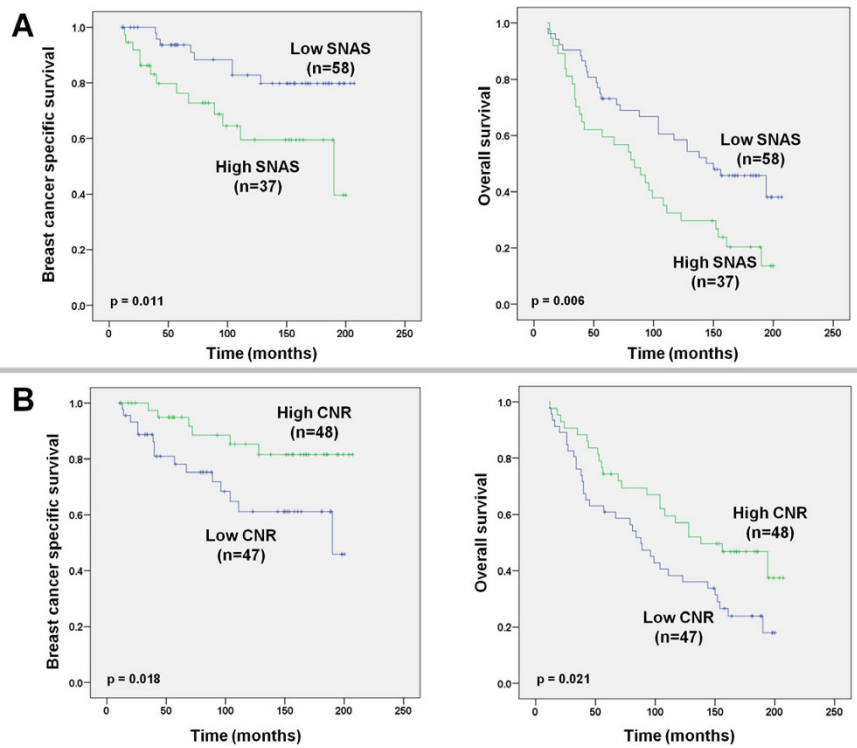 A
Breast cancer specific survival
1.0
0.8
0.6
0.4
0.2
0.0
Low SNAS
(n=58)
High SNAS
(n=37)
p = 0.011
0 50 100 150 200 250
Time (months)
Overall survival
1.0
0.8
0.6
0.4
0.2
0.0
Low SNAS
(n=58)
High SNAS
(n=37)
p = 0.006
0 50 100 150 200 250
Time (months)
B
Breast cancer specific survival
1.0
0.8
0.6
0.4
0.2
0.0
High CNR
(n=48)
Low CNR
(n=47)
p = 0.018
0 50 100 150 200 250
Time (months)
Overall survival
1.0
0.8
0.6
0.4
0.2
0.0
High CNR
(n=48)
Low CNR
(n=47)
p = 0.021
0 50 100 150 200 250
Time (months)